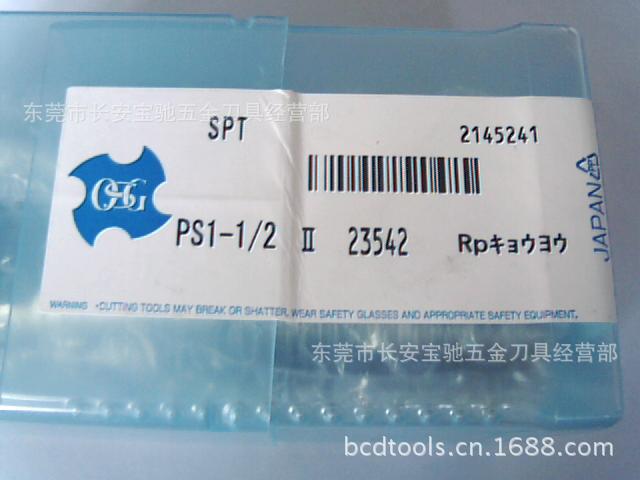 东莞市长安宝驰五金刀具经营部
SPT
2145241
OSG
PS1-1/2 II 23542 Rpキョウヨウ
JAPAN
WARNING •CUTTING TOOLS MAY BREAK OR SHATTER, WEAR SAFETY GLASSES AND APPROPRIATE SAFETY EQUIPMENT.
东莞市长安宝驰五金刀具经营部
bcdtools.cn.1688.com